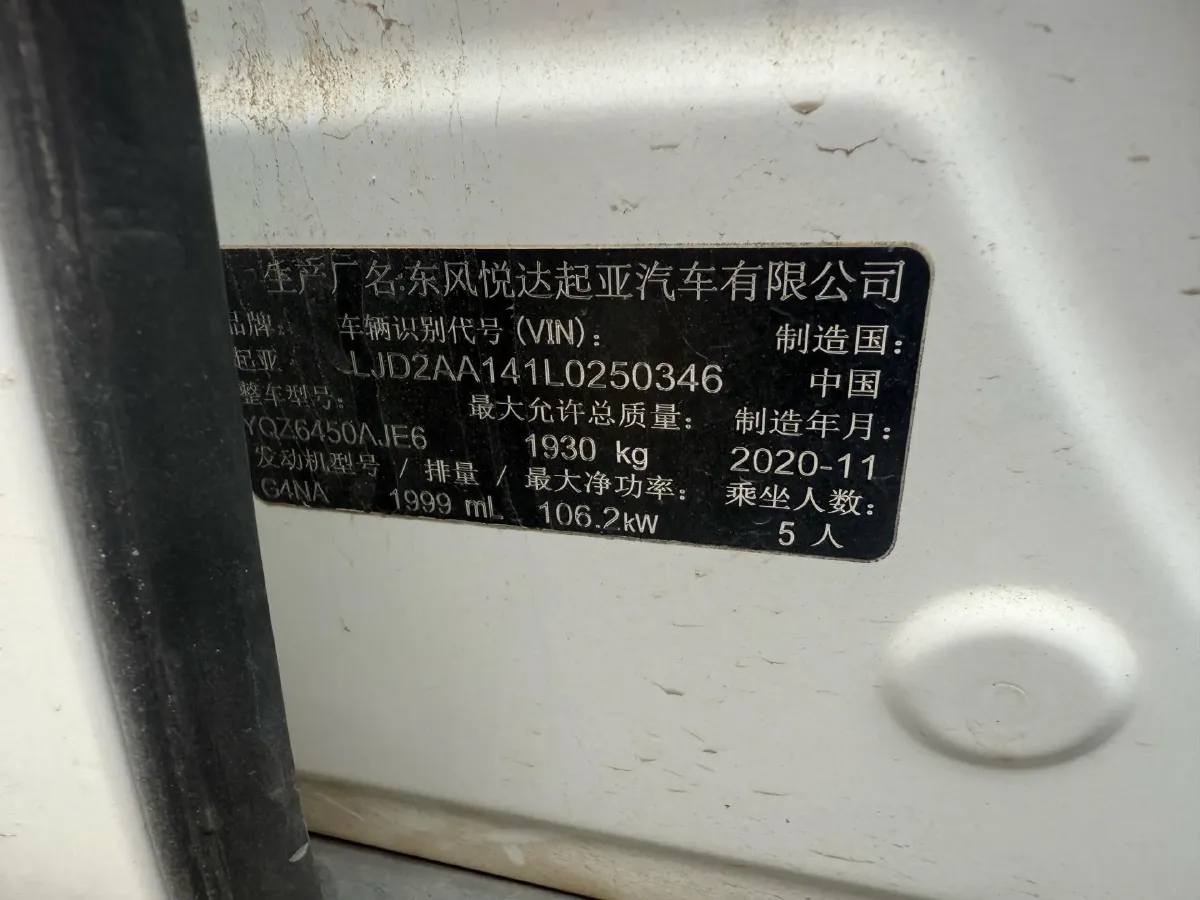 生产厂名:东风悦达起亚汽车有限公司
品牌: 车辆识别代号(VIN): 制造国:
起亚 LJD2AA141L0250346 中国
整车型号: 最大允许总质量: 制造年月:
YQZ6450AJE6 1930 kg 2020-11
发动机型号 / 排量 / 最大净功率: 乘坐人数:
G4NA 1999 mL 106.2kW 5 人